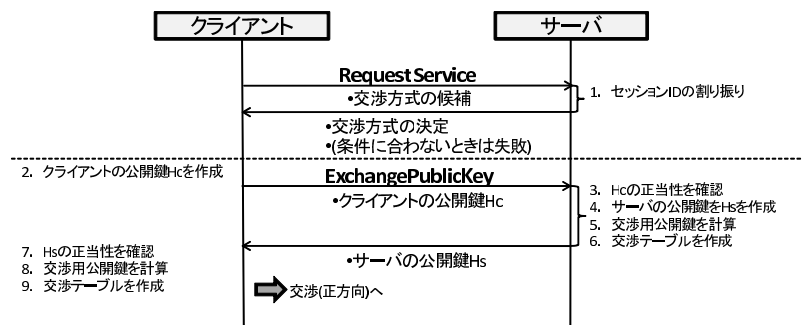 クライアント
サーバ
Request Service
•交渉方式の候補
1. セッションIDの割り振り
•交渉方式の決定
•(条件に合わないときは失敗)
2. クライアントの公開鍵Hcを作成
ExchangePublicKey
•クライアントの公開鍵Hc
3. Hcの正当性を確認
4. サーバの公開鍵をHsを作成
5. 交渉用公開鍵を計算
6. 交渉テーブルを作成
•サーバの公開鍵Hs
7. Hsの正当性を確認
8. 交渉用公開鍵を計算
9. 交渉テーブルを作成
交渉(正方向)へ